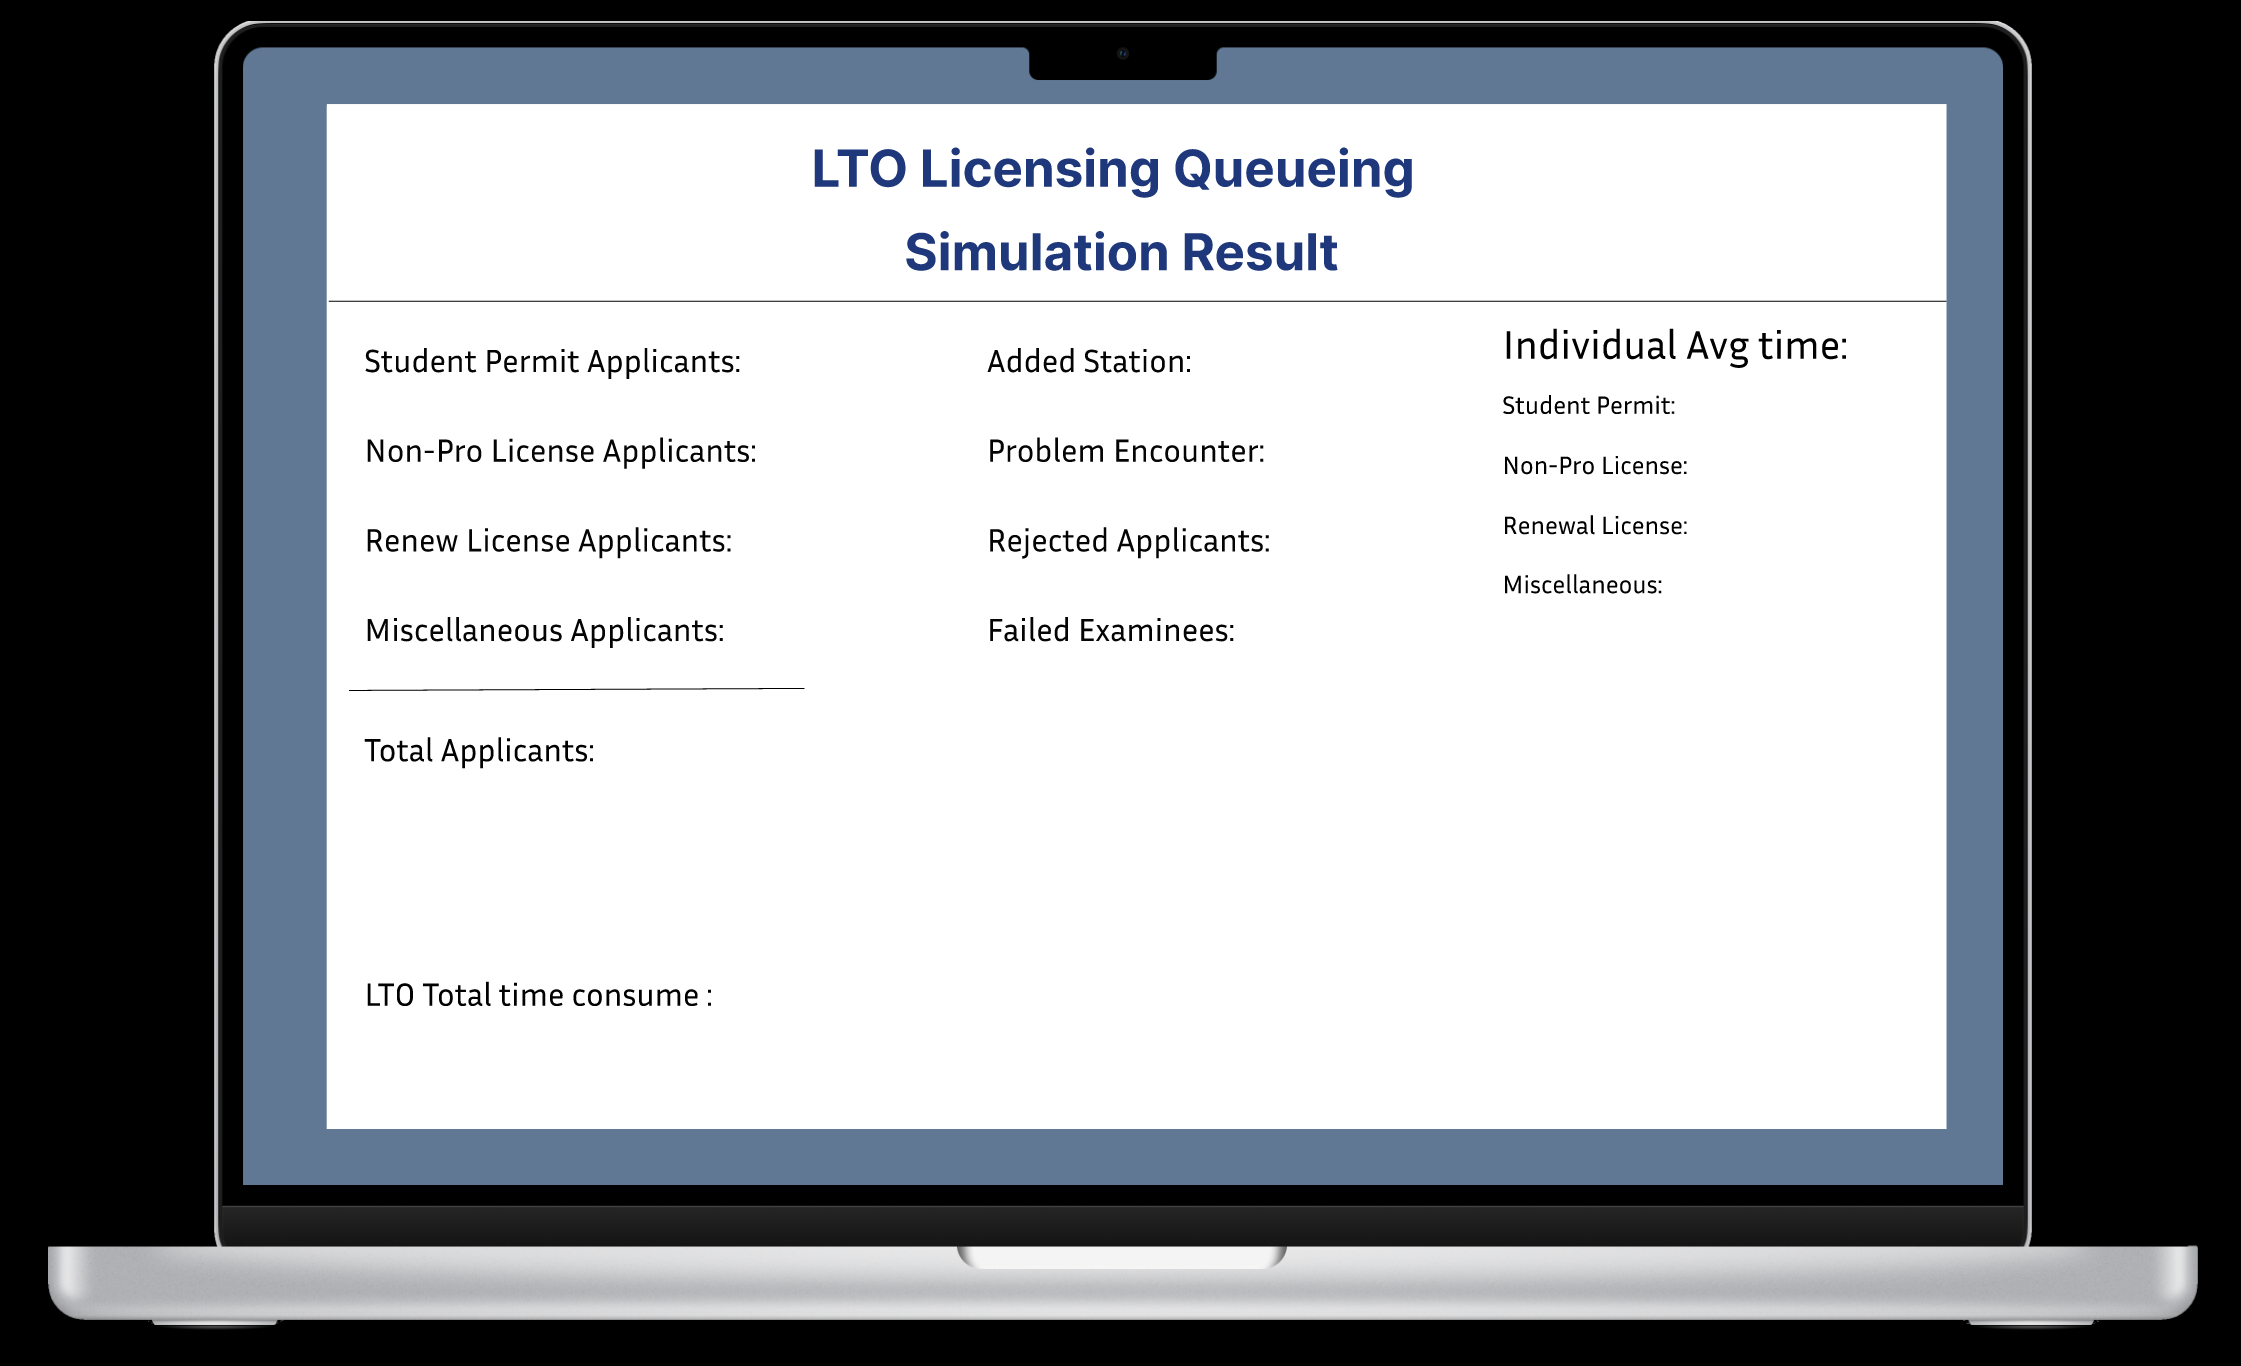 LTO Licensing Queueing
Simulation Result
Student Permit Applicants:
Non-Pro License Applicants:
Renew License Applicants:
Miscellaneous Applicants:
Total Applicants:
LTO Total time consume :
Added Station:
Problem Encounter:
Rejected Applicants:
Failed Examinees:
Individual Avg time:
Student Permit:
Non-Pro License:
Renewal License:
Miscellaneous: